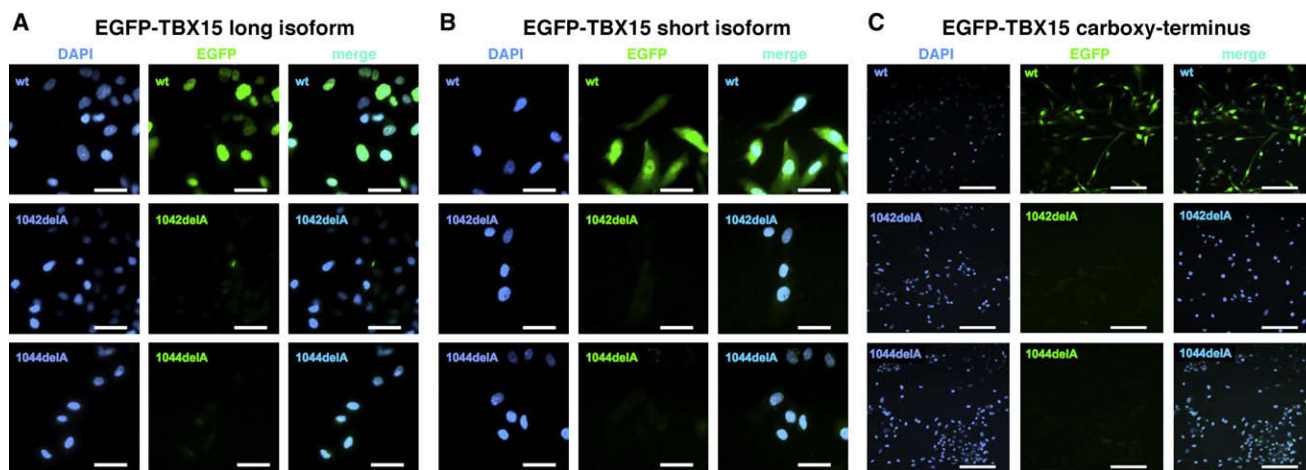 A EGFP-TBX15 long isoform
DAPI EGFP merge
wt wt wt
1042delA 1042delA 1042delA
1044delA 1044delA 1044delA
B EGFP-TBX15 short isoform
DAPI EGFP merge
wt wt wt
1042delA 1042delA 1042delA
1044delA 1044delA 1044delA
C EGFP-TBX15 carboxy-terminus
DAPI EGFP merge
wt wt wt
1042delA 1042delA 1042delA
1044delA 1044delA 1044delA